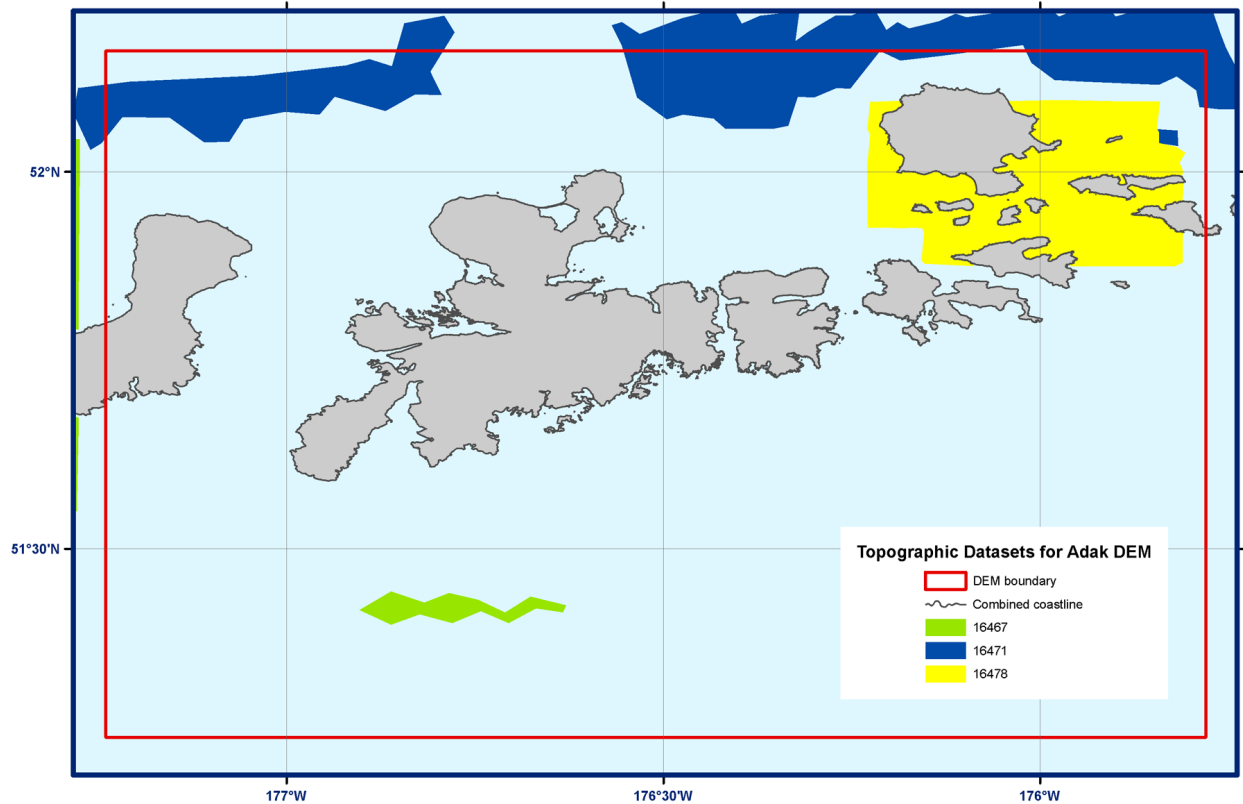 52°N
51°30'N
Topographic Datasets for Adak DEM
DEM boundary
Combined coastline
16467
16471
16478
177°W
176°30'W
176°W